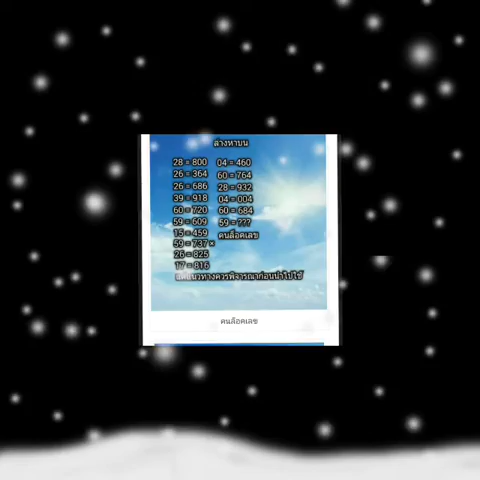 ล่างหาบน
28 = 800
26 = 364
26 = 686
39 = 918
60 = 720
59 = 609
15 = 459
59 = 737 ×
26 = 825
17 = 816
04 = 460
60 = 764
28 = 932
04 = 004
60 = 684
59 = ???
คนล็อคเลข
แค่แนวทางควรพิจารณาก่อนนำไปใช้
คนล็อคเลข